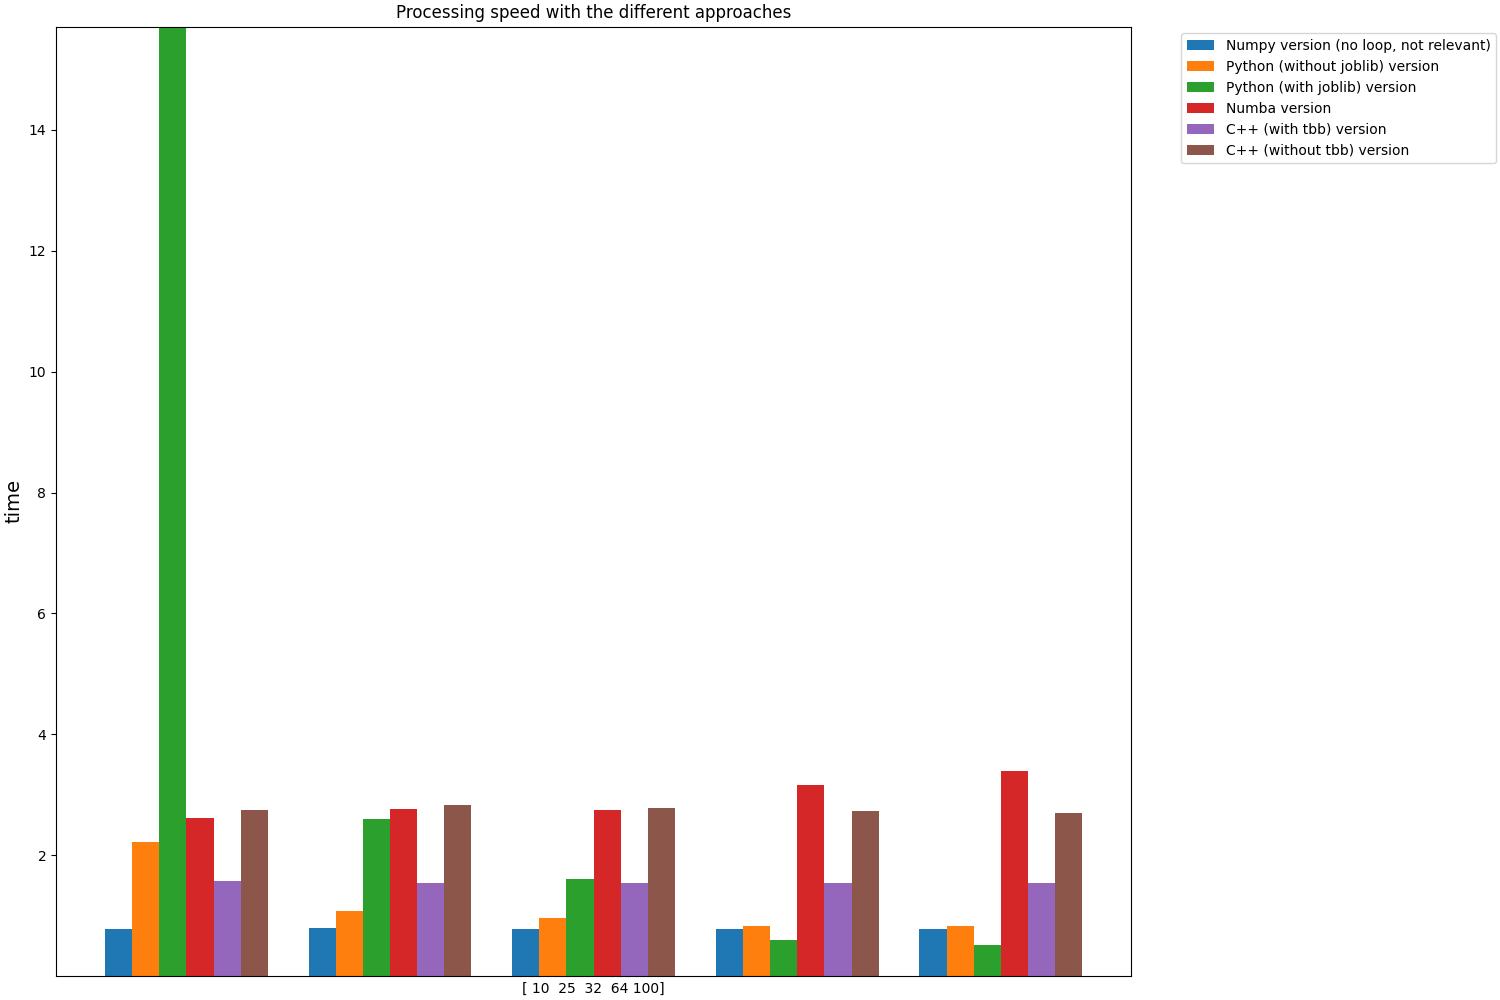 Processing speed with the different approaches
Numpy version (no loop, not relevant)
Python (without joblib) version
Python (with joblib) version
Numba version
C++ (with tbb) version
C++ (without tbb) version
14
12
10
8
6
4
2
time
[ 10  25  32  64 100]